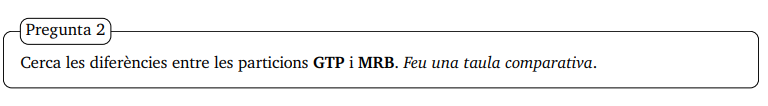 Pregunta 2
Cerca les diferències entre les particions GTP i MRB. Feu una taula comparativa.